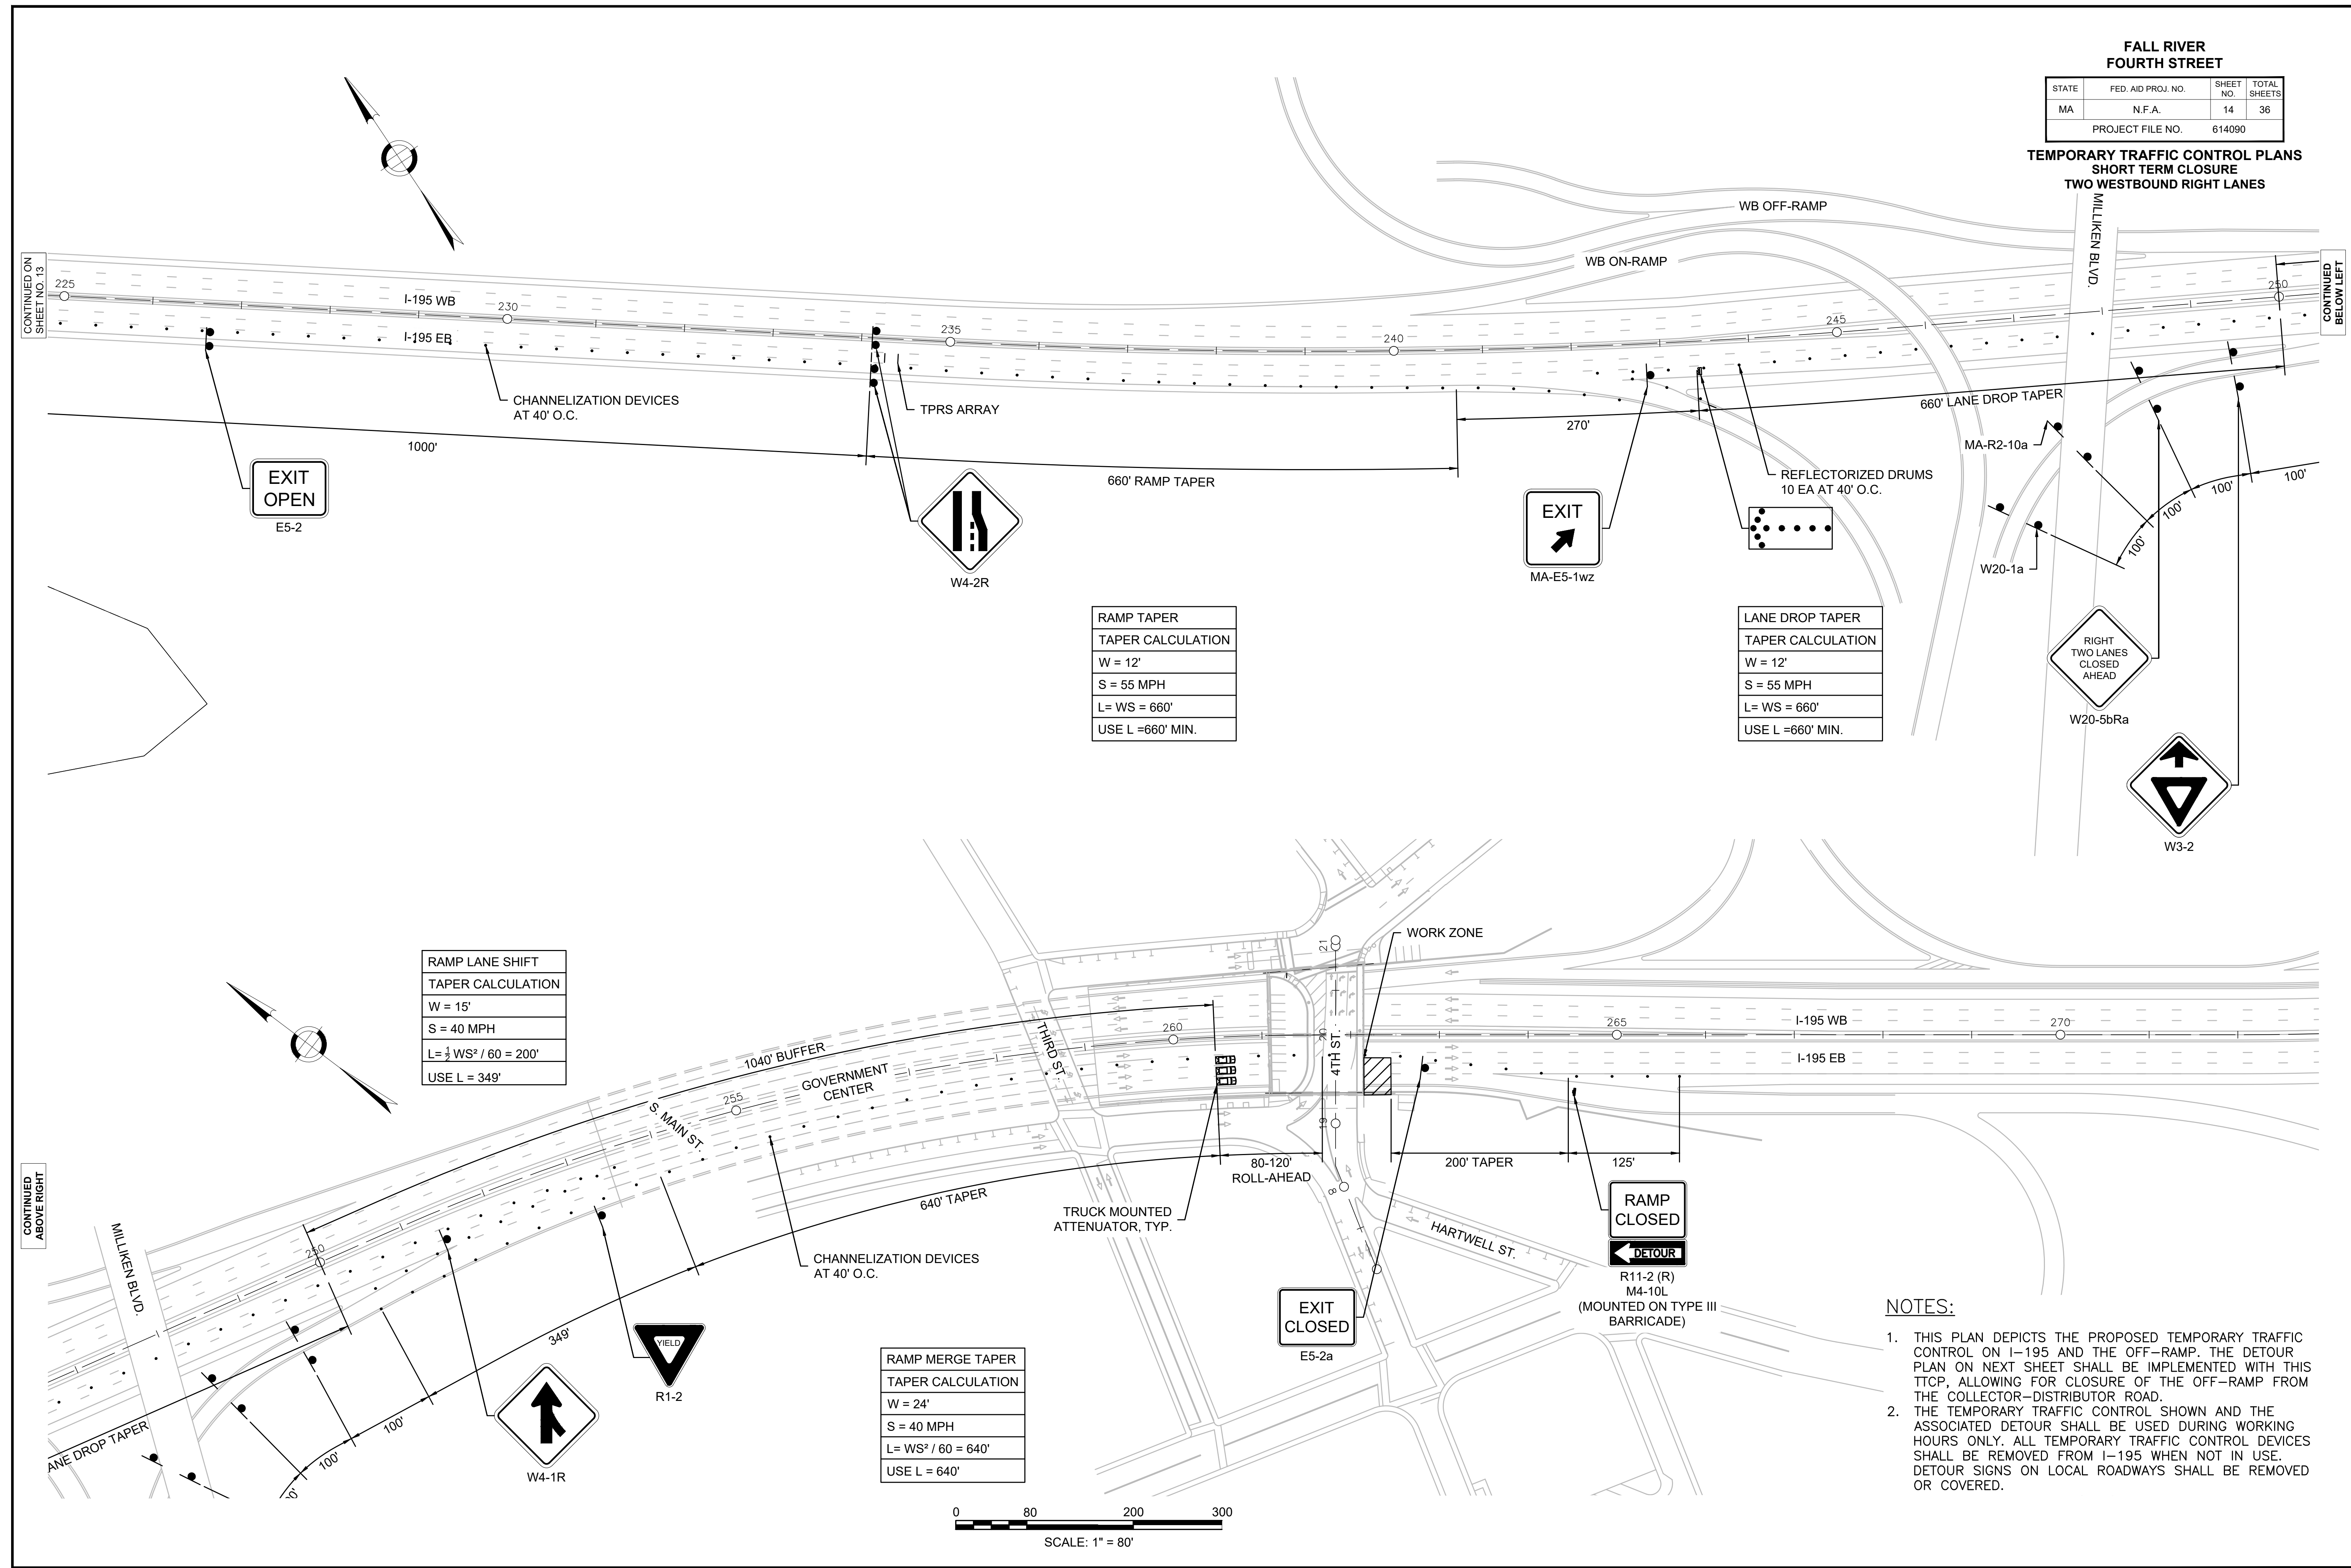 FALL RIVER
FOURTH STREET
STATE FED. AID PROJ. NO. SHEET NO. TOTAL SHEETS
MA N.F.A. 14 36
PROJECT FILE NO. 614090
TEMPORARY TRAFFIC CONTROL PLANS
SHORT TERM CLOSURE
TWO WESTBOUND RIGHT LANES
CONTINUED ON
SHEET NO. 13
225
I-195 WB
230
I-195 EB
235
240
245
250
WB OFF-RAMP
WB ON-RAMP
MILLIKEN BLVD.
CONTINUED
BELOW LEFT
CHANNELIZATION DEVICES
AT 40' O.C.
TPRS ARRAY
1000'
660' RAMP TAPER
270'
660' LANE DROP TAPER
EXIT
OPEN
E5-2
W4-2R
EXIT
MA-E5-1wz
REFLECTORIZED DRUMS
10 EA AT 40' O.C.
MA-R2-10a
W20-1a
100'
100'
100'
100'
RIGHT
TWO LANES
CLOSED
AHEAD
W20-5bRa
W3-2
RAMP TAPER
TAPER CALCULATION
W = 12'
S = 55 MPH
L= WS = 660'
USE L =660' MIN.
LANE DROP TAPER
TAPER CALCULATION
W = 12'
S = 55 MPH
L= WS = 660'
USE L =660' MIN.
RAMP LANE SHIFT
TAPER CALCULATION
W = 15'
S = 40 MPH
L= ½ WS² / 60 = 200'
USE L = 349'
WORK ZONE
21
20
19
8
4TH ST.
THIRD ST.
1040' BUFFER
GOVERNMENT
CENTER
S. MAIN ST.
250
255
260
265
270
I-195 WB
I-195 EB
CONTINUED
ABOVE RIGHT
MILLIKEN BLVD.
ANE DROP TAPER
0'
100'
100'
349'
640' TAPER
80-120'
ROLL-AHEAD
200' TAPER
125'
TRUCK MOUNTED
ATTENUATOR, TYP.
CHANNELIZATION DEVICES
AT 40' O.C.
HARTWELL ST.
YIELD
R1-2
W4-1R
RAMP
CLOSED
DETOUR
R11-2 (R)
M4-10L
(MOUNTED ON TYPE III
BARRICADE)
EXIT
CLOSED
E5-2a
RAMP MERGE TAPER
TAPER CALCULATION
W = 24'
S = 40 MPH
L= WS² / 60 = 640'
USE L = 640'
0 80 200 300
SCALE: 1" = 80'
NOTES:
1. THIS PLAN DEPICTS THE PROPOSED TEMPORARY TRAFFIC
CONTROL ON I-195 AND THE OFF-RAMP. THE DETOUR
PLAN ON NEXT SHEET SHALL BE IMPLEMENTED WITH THIS
TTCP, ALLOWING FOR CLOSURE OF THE OFF-RAMP FROM
THE COLLECTOR-DISTRIBUTOR ROAD.
2. THE TEMPORARY TRAFFIC CONTROL SHOWN AND THE
ASSOCIATED DETOUR SHALL BE USED DURING WORKING
HOURS ONLY. ALL TEMPORARY TRAFFIC CONTROL DEVICES
SHALL BE REMOVED FROM I-195 WHEN NOT IN USE.
DETOUR SIGNS ON LOCAL ROADWAYS SHALL BE REMOVED
OR COVERED.